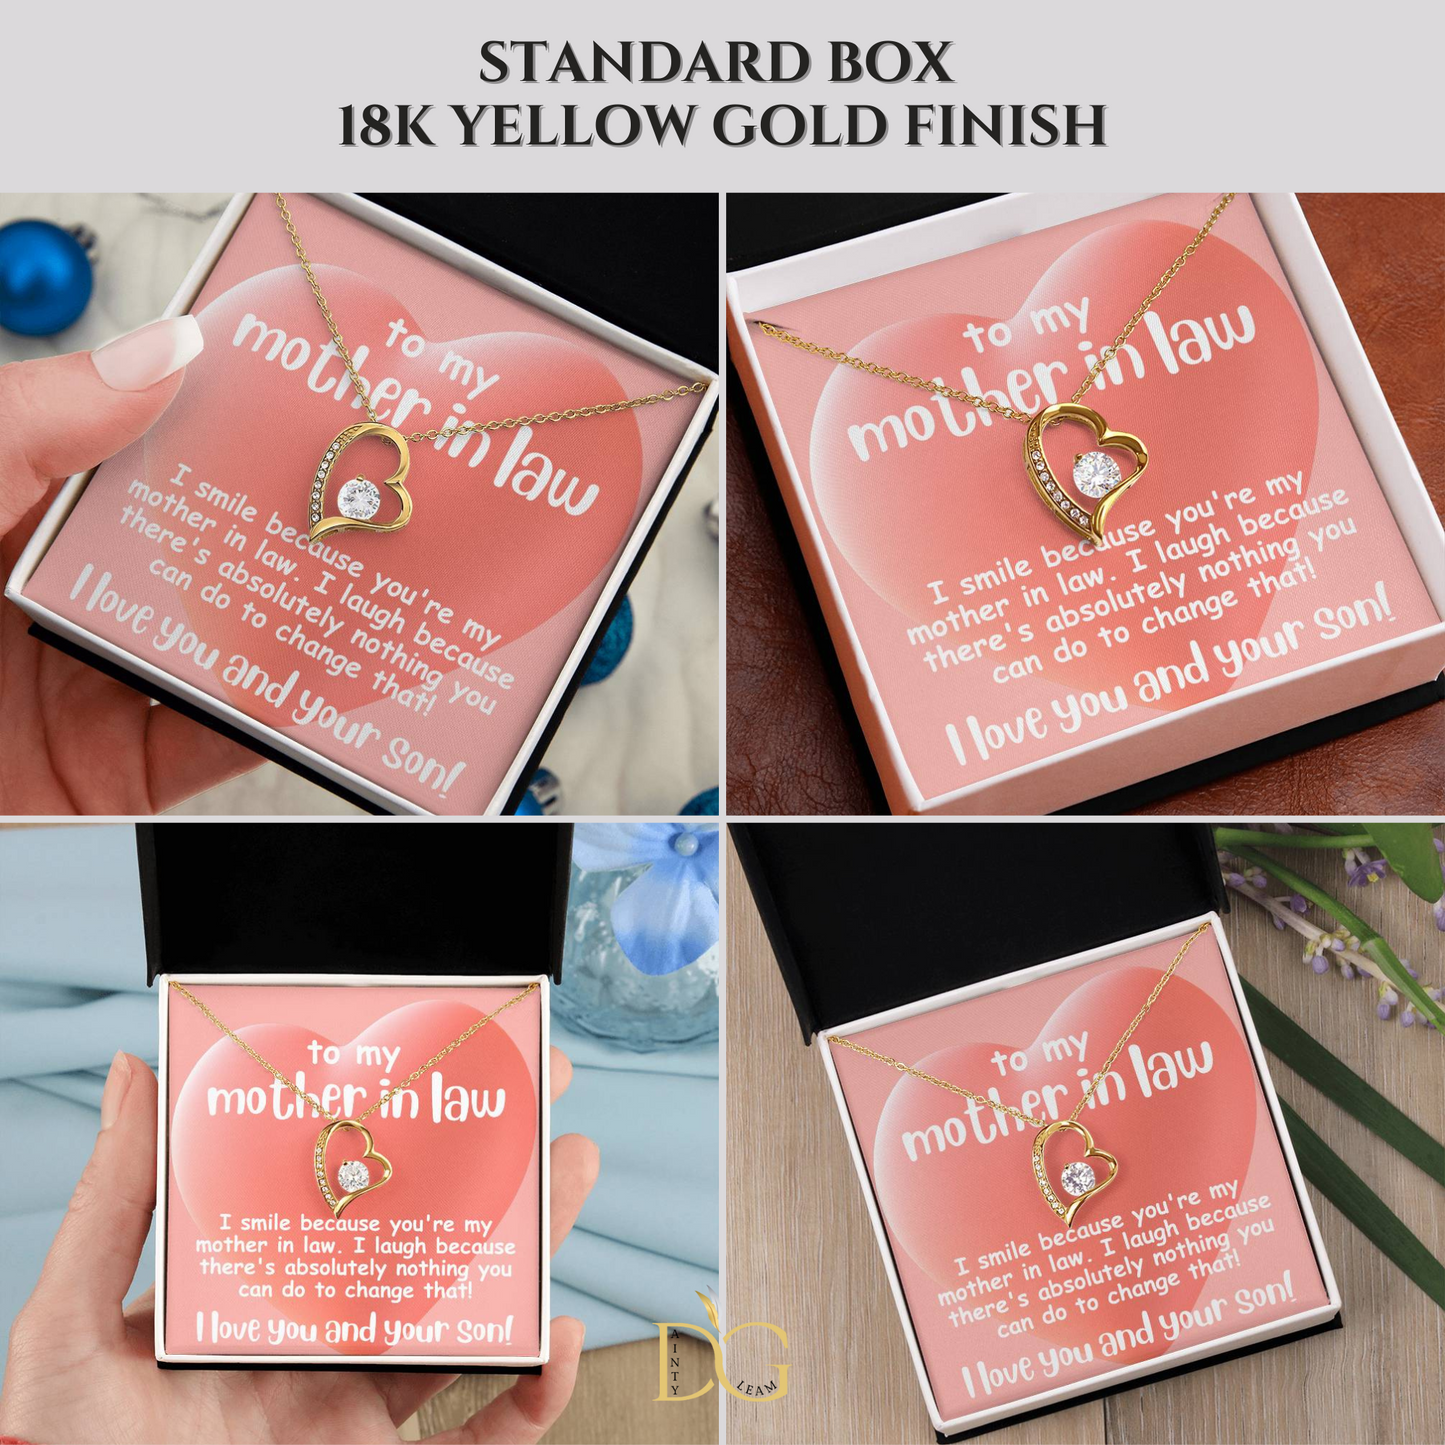 STANDARD BOX
18K YELLOW GOLD FINISH
to my
mother in law
I smile because you're my
mother in law. I laugh because
there's absolutely nothing you
can do to change that!
I love you and your son!
to my
mother in law
I smile because you're my
mother in law. I laugh because
there's absolutely nothing you
can do to change that!
I love you and your son!
to my
mother in law
I smile because you're my
mother in law. I laugh because
there's absolutely nothing you
can do to change that!
I love you and your son!
to my
mother in law
I smile because you're my
mother in law. I laugh because
there's absolutely nothing you
can do to change that!
I love you and your son!
DAINTY
GLEAM